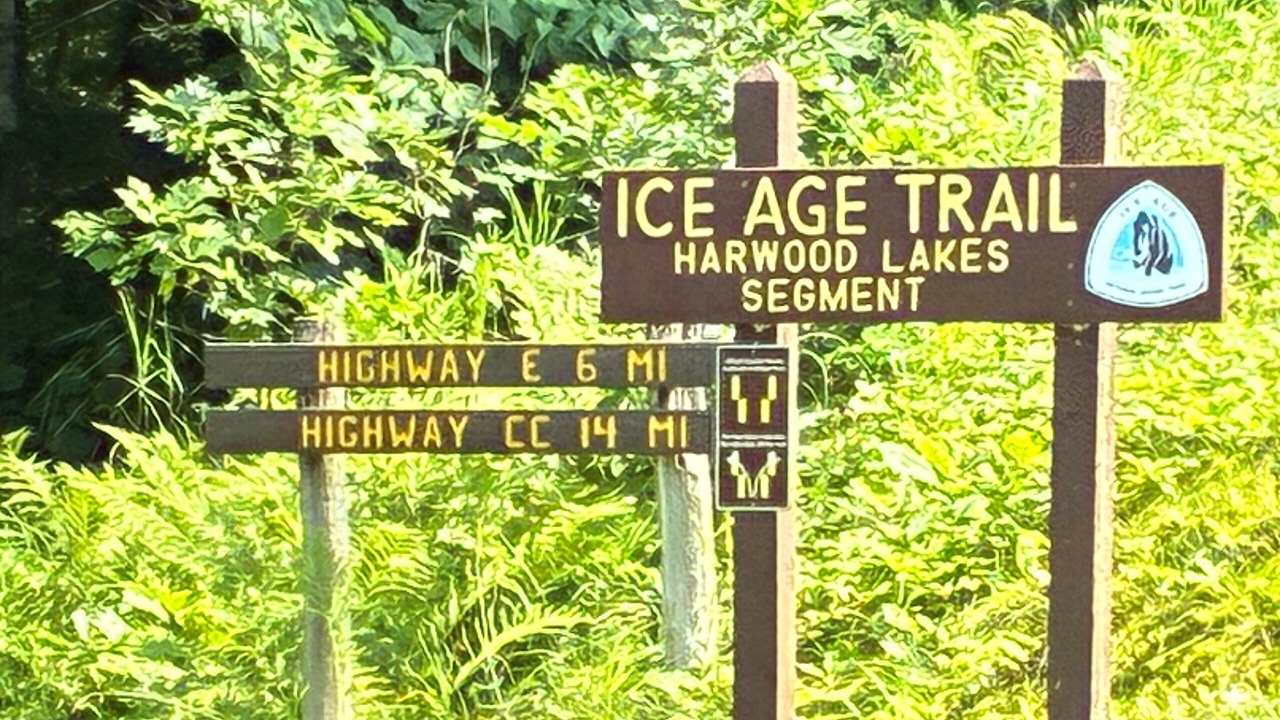 ICE AGE TRAIL
HARWOOD LAKES
SEGMENT
HIGHWAY E 6 MI
HIGHWAY CC 14 MI